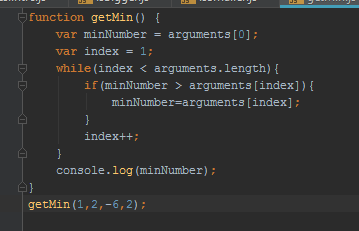 function getMin() {
    var minNumber = arguments[0];
    var index = 1;
    while(index < arguments.length){
        if(minNumber > arguments[index]){
            minNumber=arguments[index];
        }
        index++;
    }
    console.log(minNumber);
}
getMin(1,2,-6,2);